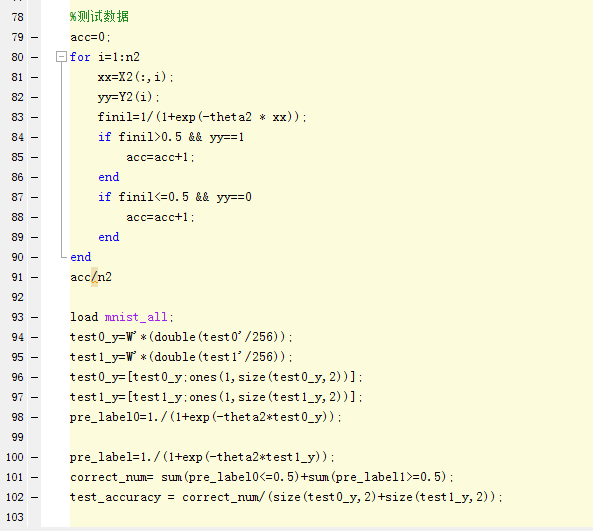 78 %测试数据
79 — acc=0;
80 — for i=1:n2
81 — xx=X2(:,i);
82 — yy=Y2(i);
83 — finil=1/(1+exp(-theta2 * xx));
84 — if finil>0.5 && yy==1
85 — acc=acc+1;
86 — end
87 — if finil<=0.5 && yy==0
88 — acc=acc+1;
89 — end
90 — end
91 — acc/n2
92
93 — load mnist_all;
94 — test0_y=W'*(double(test0'/256));
95 — test1_y=W'*(double(test1'/256));
96 — test0_y=[test0_y;ones(1,size(test0_y,2))];
97 — test1_y=[test1_y;ones(1,size(test1_y,2))];
98 — pre_label0=1./(1+exp(-theta2*test0_y));
99
100 — pre_label=1./(1+exp(-theta2*test1_y));
101 — correct_num= sum(pre_label0<=0.5)+sum(pre_label1>=0.5);
102 — test_accuracy = correct_num/(size(test0_y,2)+size(test1_y,2));
103